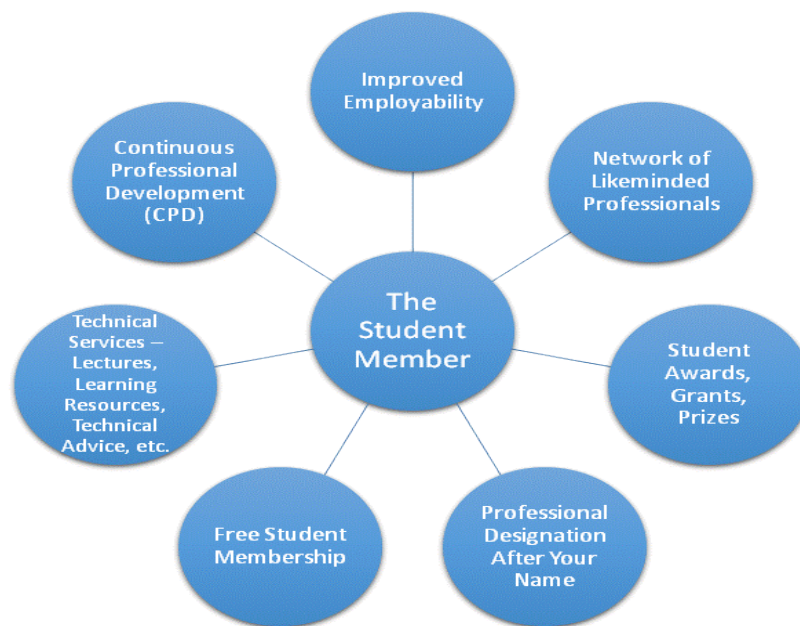 Improved
Employability
Continuous
Professional
Development
(CPD)
Network of
Likeminded
Professionals
The
Student
Member
Technical
Services –
Lectures,
Learning
Resources,
Technical
Advice, etc.
Student
Awards,
Grants,
Prizes
Free Student
Membership
Professional
Designation
After Your
Name